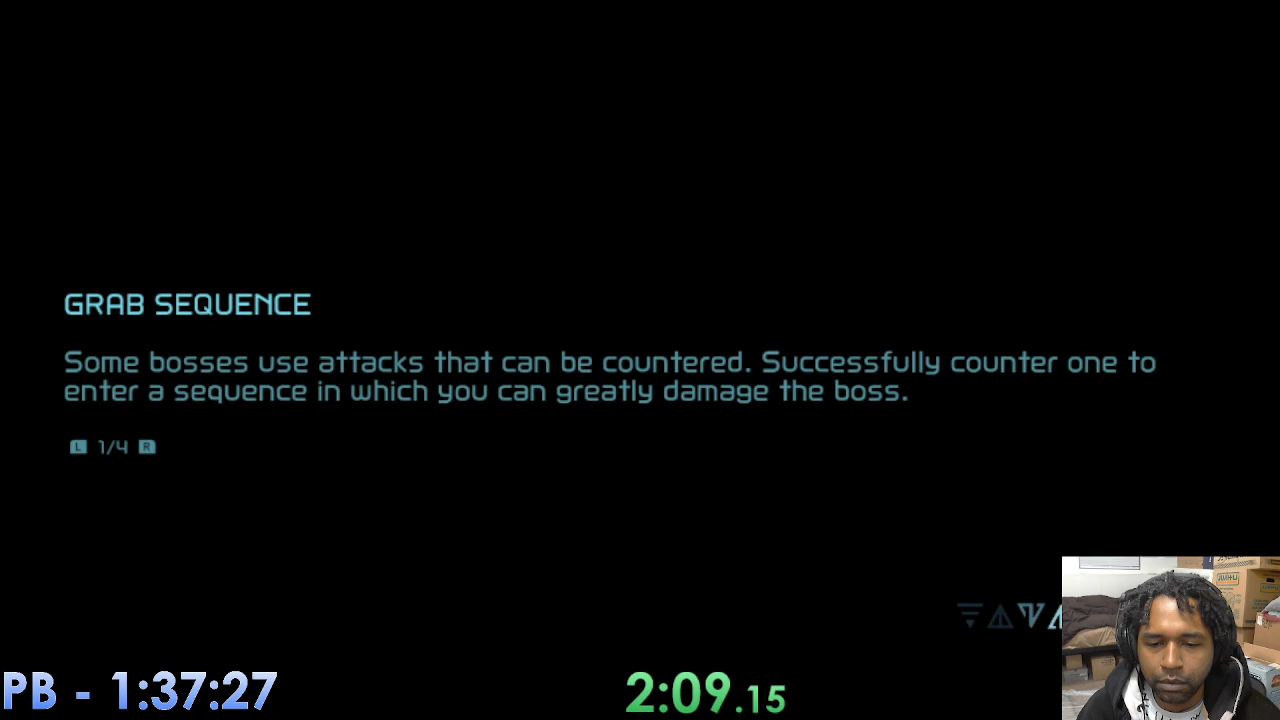 GRAB SEQUENCE
Some bosses use attacks that can be countered. Successfully counter one to
enter a sequence in which you can greatly damage the boss.
L 1/4 R
PB - 1:37:27
2:09.15